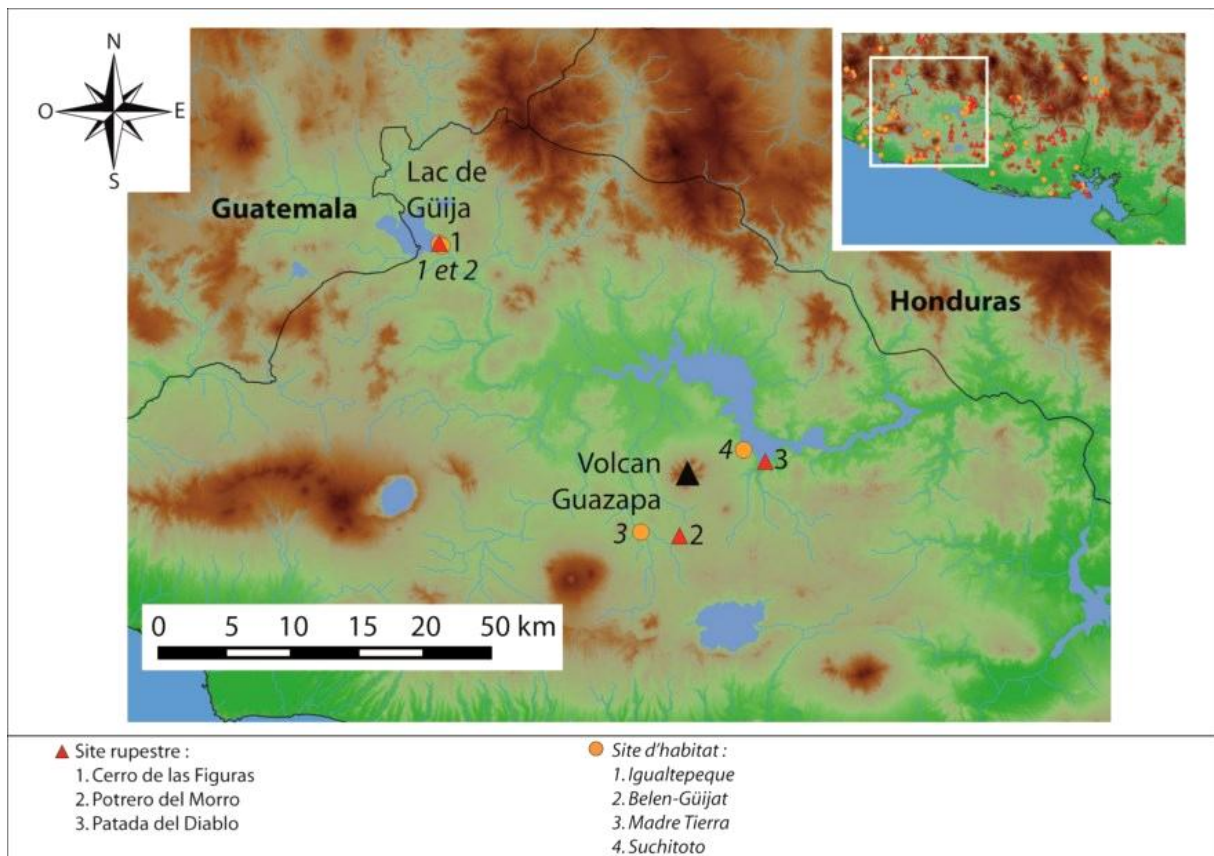 N
O
E
S
Guatemala
Lac de
Güija
1
1 et 2
Honduras
4
3
Volcan
Guazapa
3
2
0 5 10 15 20 50 km
Site rupestre :
1. Cerro de las Figuras
2. Potrero del Morro
3. Patada del Diablo
Site d'habitat :
1. Igualtepeque
2. Belen-Güijat
3. Madre Tierra
4. Suchitoto